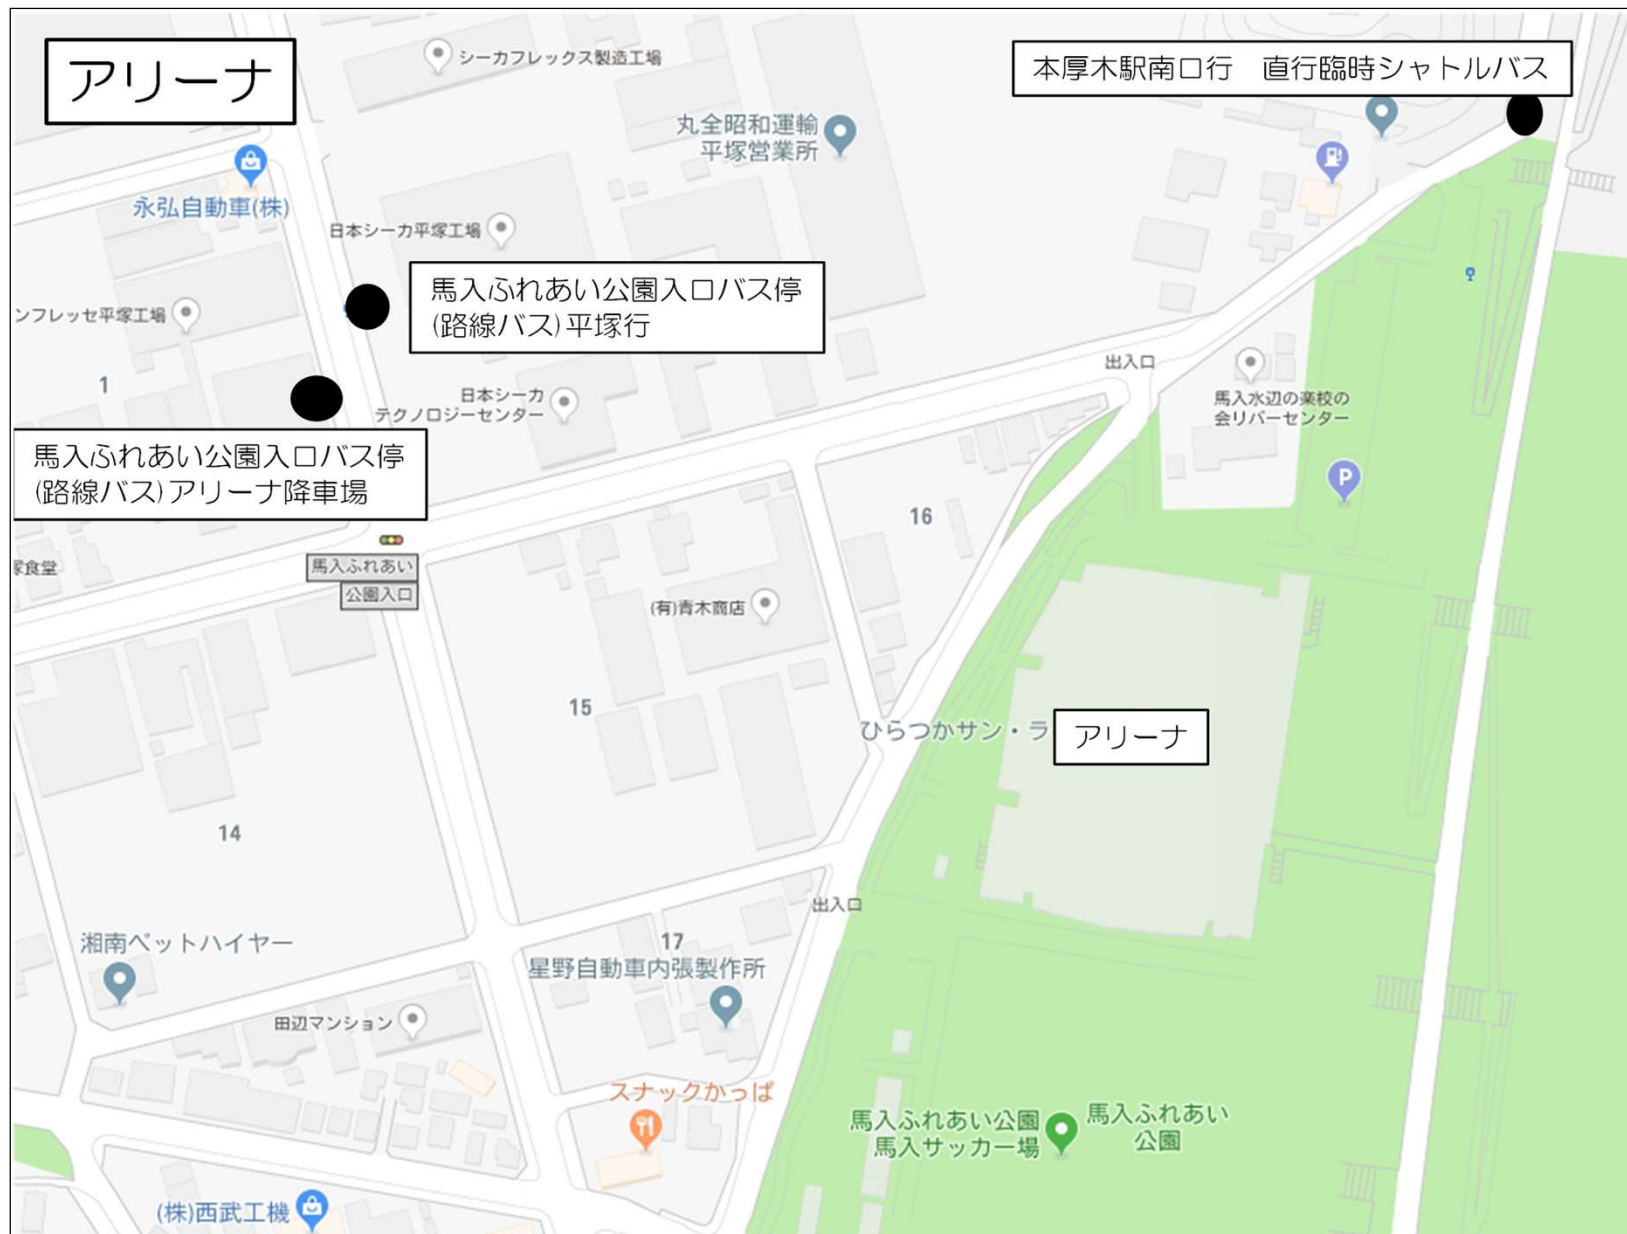 アリーナ
シーカフレックス製造工場
本厚木駅南口行　直行臨時シャトルバス
丸全昭和運輸
平塚営業所
永弘自動車(株)
日本シーカ平塚工場
馬入ふれあい公園入口バス停
(路線バス)平塚行
ンフレッセ平塚工場
1
日本シーカ
テクノロジーセンター
出入口
馬入水辺の楽校の
会リバーセンター
馬入ふれあい公園入口バス停
(路線バス)アリーナ降車場
P
16
馬入ふれあい
公園入口
食堂
(有)青木商店
15
ひらつかサン・ラ
アリーナ
14
出入口
湘南ペットハイヤー
17
星野自動車内張製作所
田辺マンション
スナックかっぱ
馬入ふれあい公園
馬入サッカー場
馬入ふれあい
公園
(株)西武工機